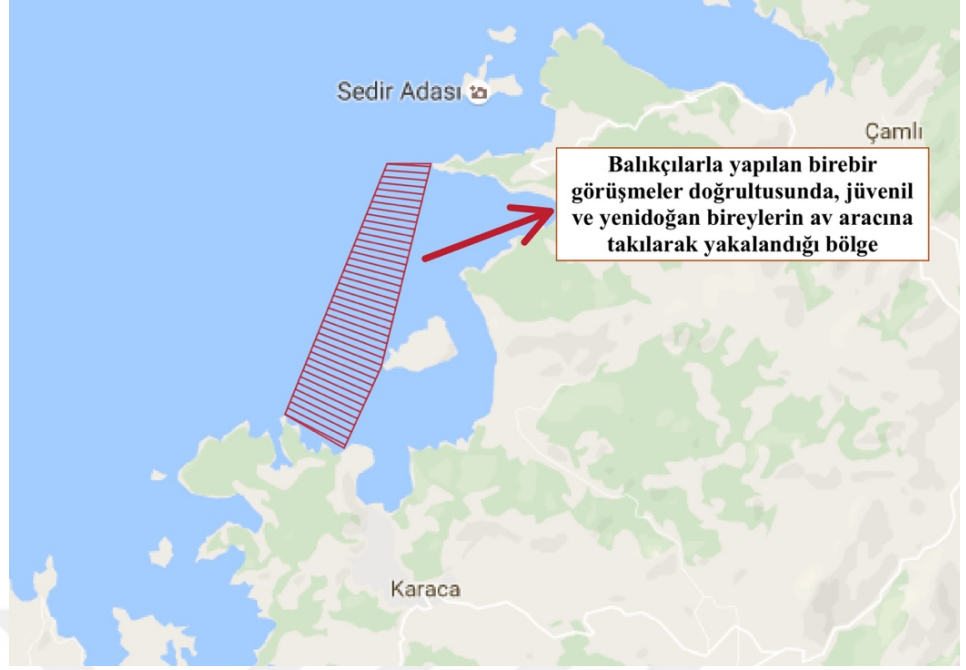 Sedir Adası
Çamlı
Balıkçılarla yapılan birebir
görüşmeler doğrultusunda, jüvenil
ve yenidoğan bireylerin av aracına
takılarak yakalandığı bölge
Karaca